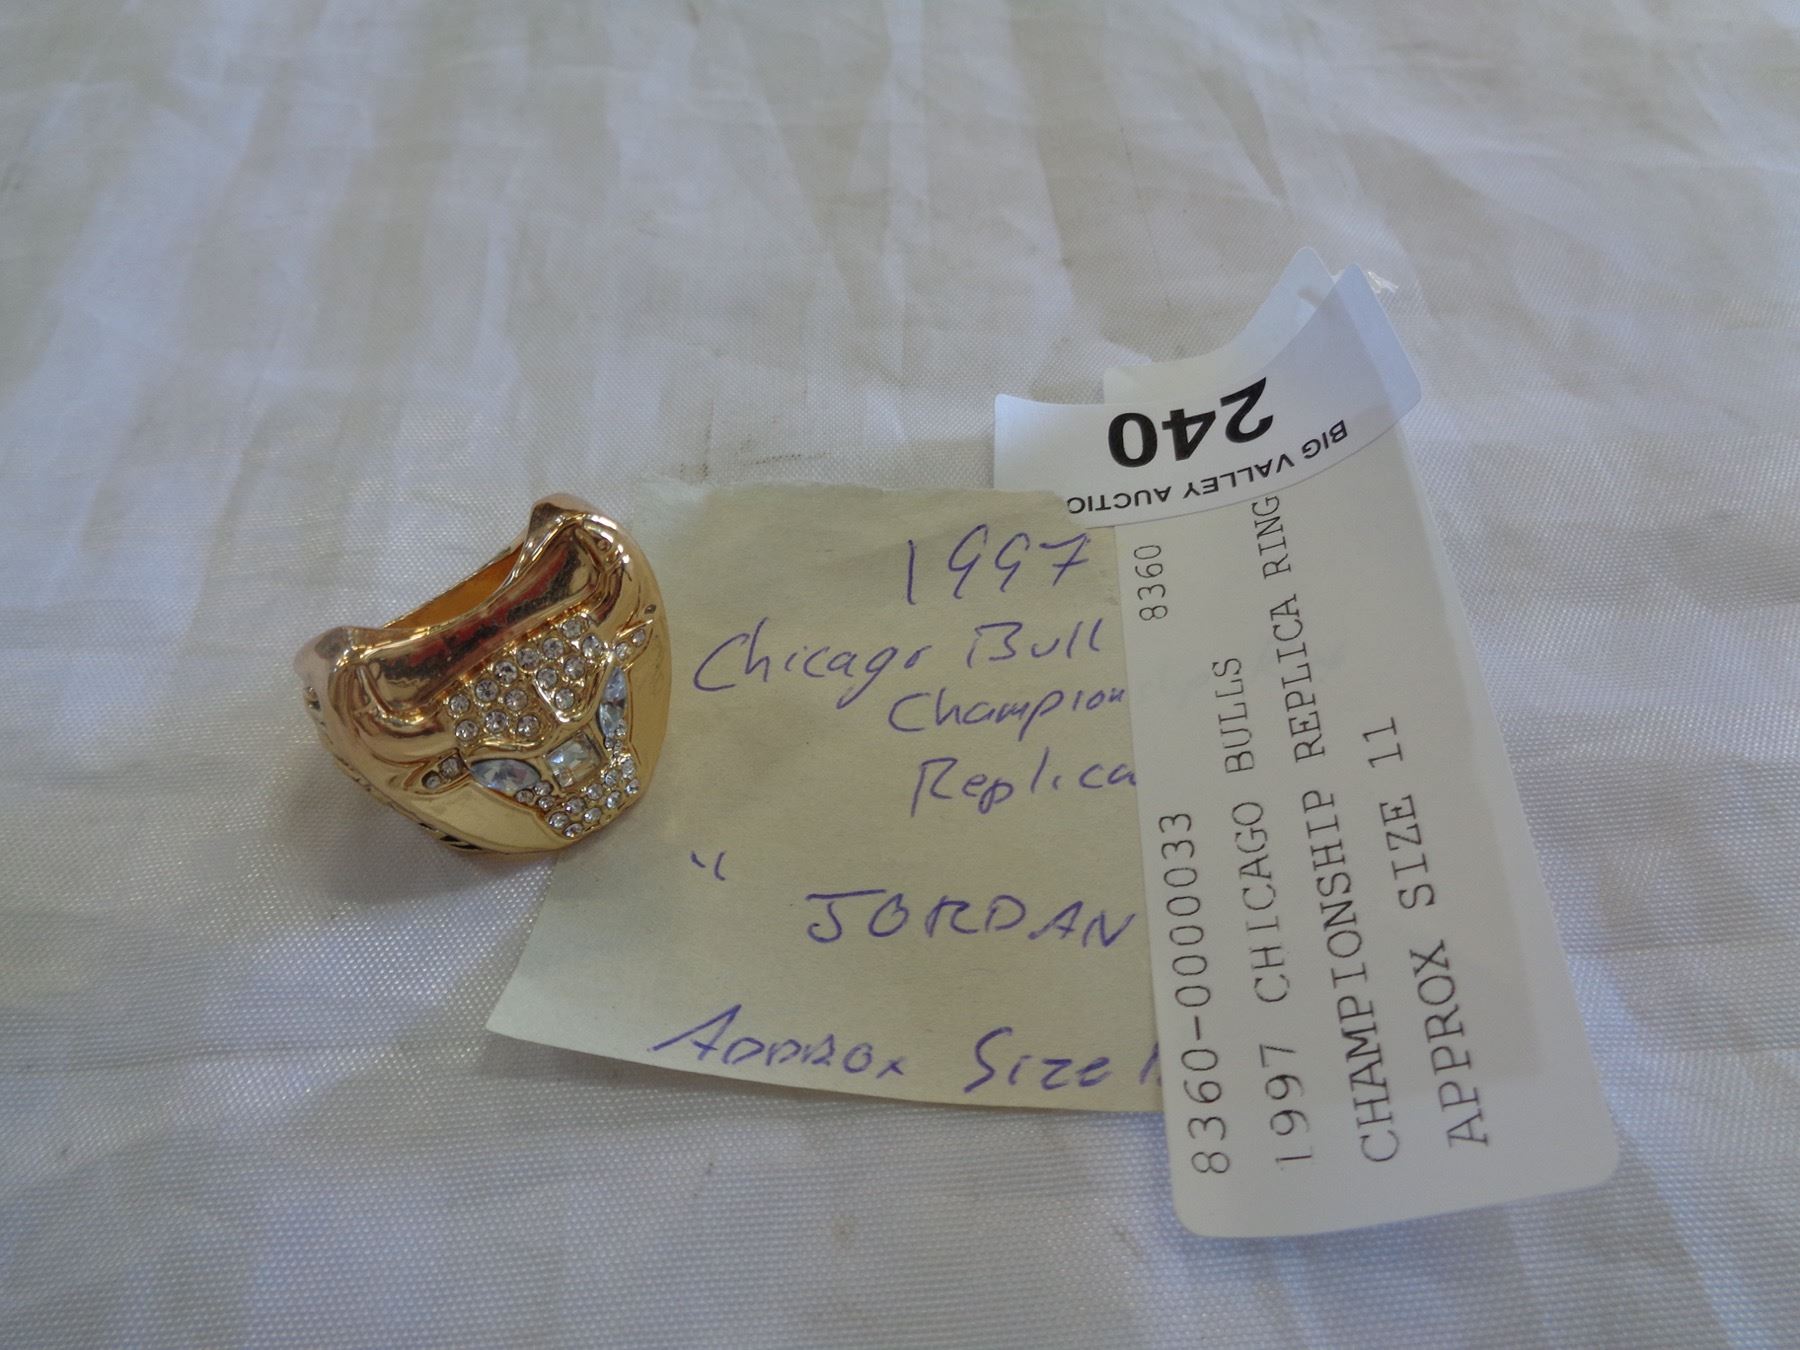 1997
Chicago Bull
Champion
Replica
"JORDAN
Approx Size
240
BIG VALLEY AUCTIO
8360
8360-0000033
1997 CHICAGO BULLS
CHAMPIONSHIP REPLICA RING
APPROX SIZE 11